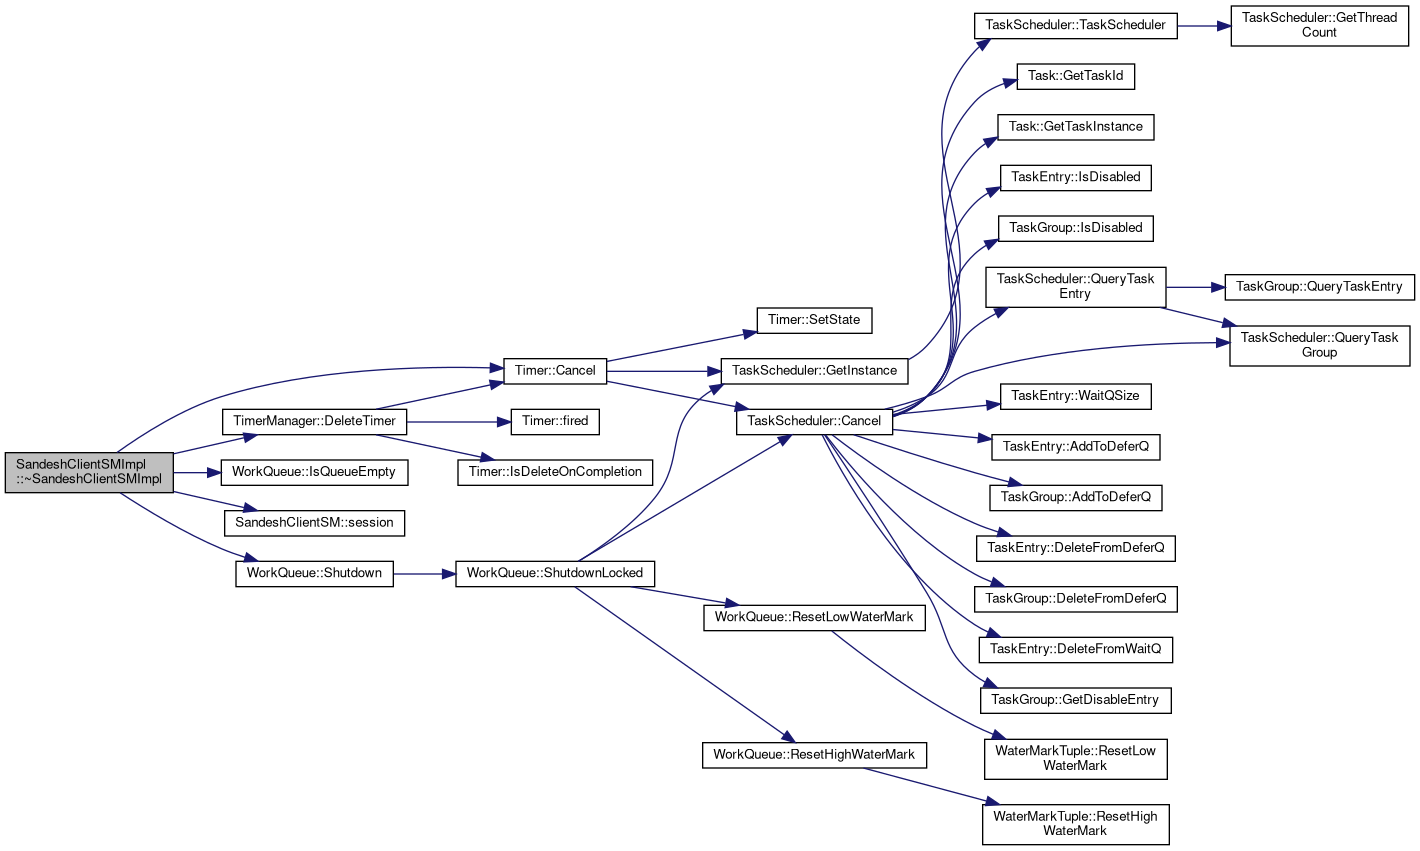 SandeshClientSMImpl
::~SandeshClientSMImpl
Timer::Cancel
TimerManager::DeleteTimer
WorkQueue::IsQueueEmpty
SandeshClientSM::session
WorkQueue::Shutdown
Timer::fired
Timer::IsDeleteOnCompletion
WorkQueue::ShutdownLocked
Timer::SetState
TaskScheduler::GetInstance
TaskScheduler::Cancel
WorkQueue::ResetLowWaterMark
WorkQueue::ResetHighWaterMark
TaskScheduler::TaskScheduler
Task::GetTaskId
Task::GetTaskInstance
TaskEntry::IsDisabled
TaskGroup::IsDisabled
TaskScheduler::QueryTask
Entry
TaskEntry::WaitQSize
TaskEntry::AddToDeferQ
TaskGroup::AddToDeferQ
TaskEntry::DeleteFromDeferQ
TaskGroup::DeleteFromDeferQ
TaskEntry::DeleteFromWaitQ
TaskGroup::GetDisableEntry
WaterMarkTuple::ResetLow
WaterMark
WaterMarkTuple::ResetHigh
WaterMark
TaskScheduler::GetThread
Count
TaskGroup::QueryTaskEntry
TaskScheduler::QueryTask
Group